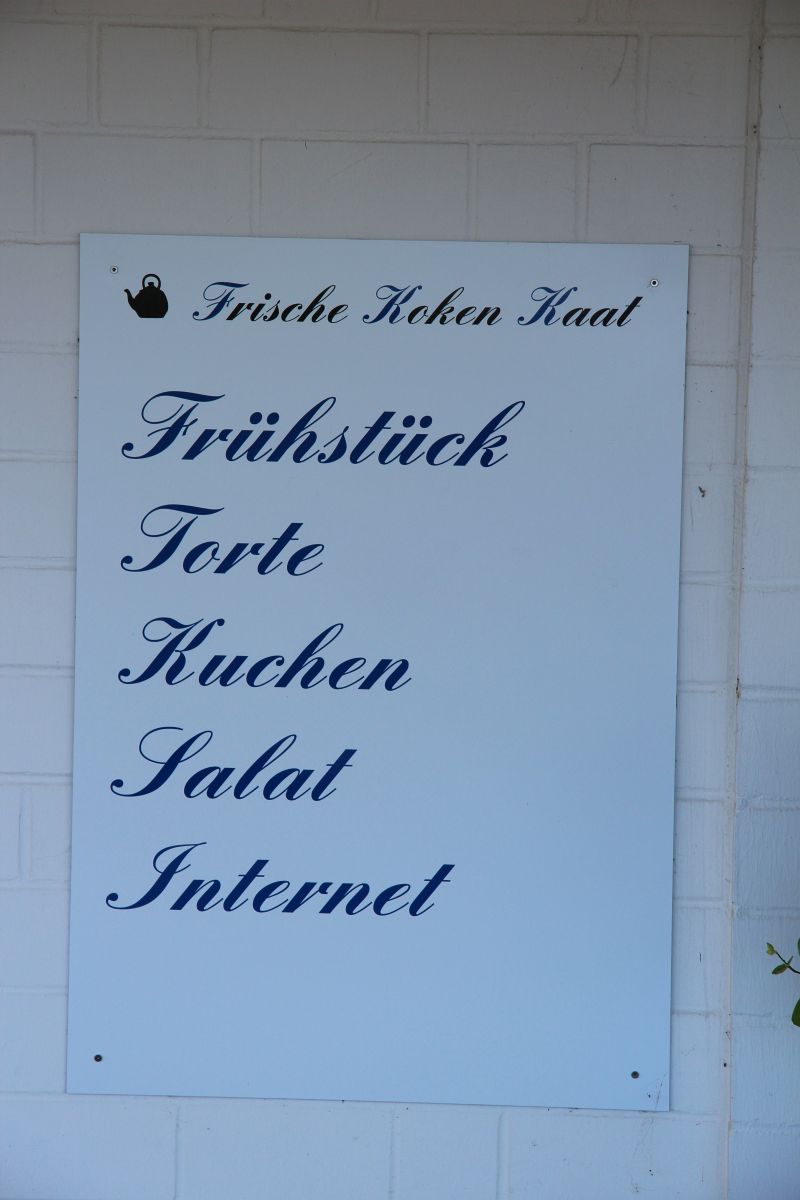 Frische Koken Kaat
Frühstück
Torte
Kuchen
Salat
Internet